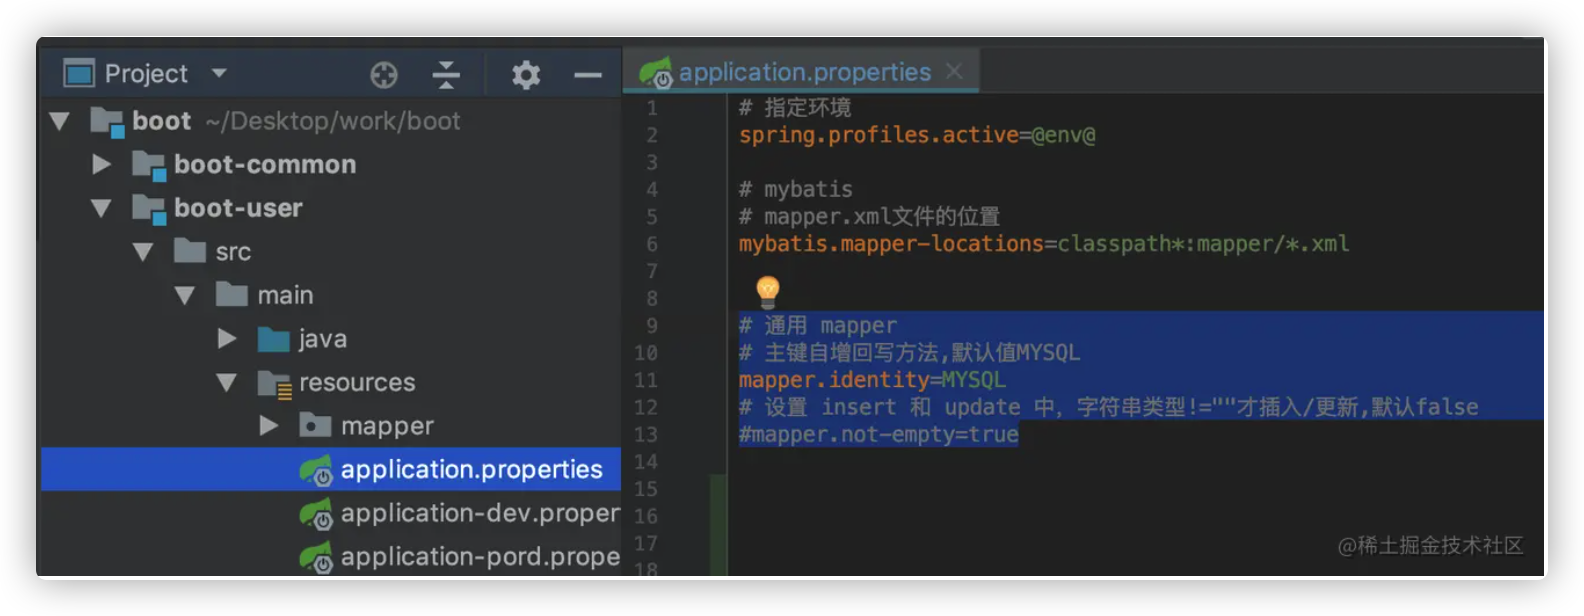 Project
boot ~/Desktop/work/boot
boot-common
boot-user
src
main
java
resources
mapper
application.properties
application-dev.proper
application-pord.prope
application.properties
1 # 指定环境
2 spring.profiles.active=@env@
3
4 # mybatis
5 # mapper.xml文件的位置
6 mybatis.mapper-locations=classpath*:mapper/*.xml
7
8
9 # 通用 mapper
10 # 主键自增回写方法,默认值MYSQL
11 mapper.identity=MYSQL
12 # 设置 insert 和 update 中，字符串类型!=""才插入/更新,默认false
13 #mapper.not-empty=true
14
15
16
17
18
@稀土掘金技术社区